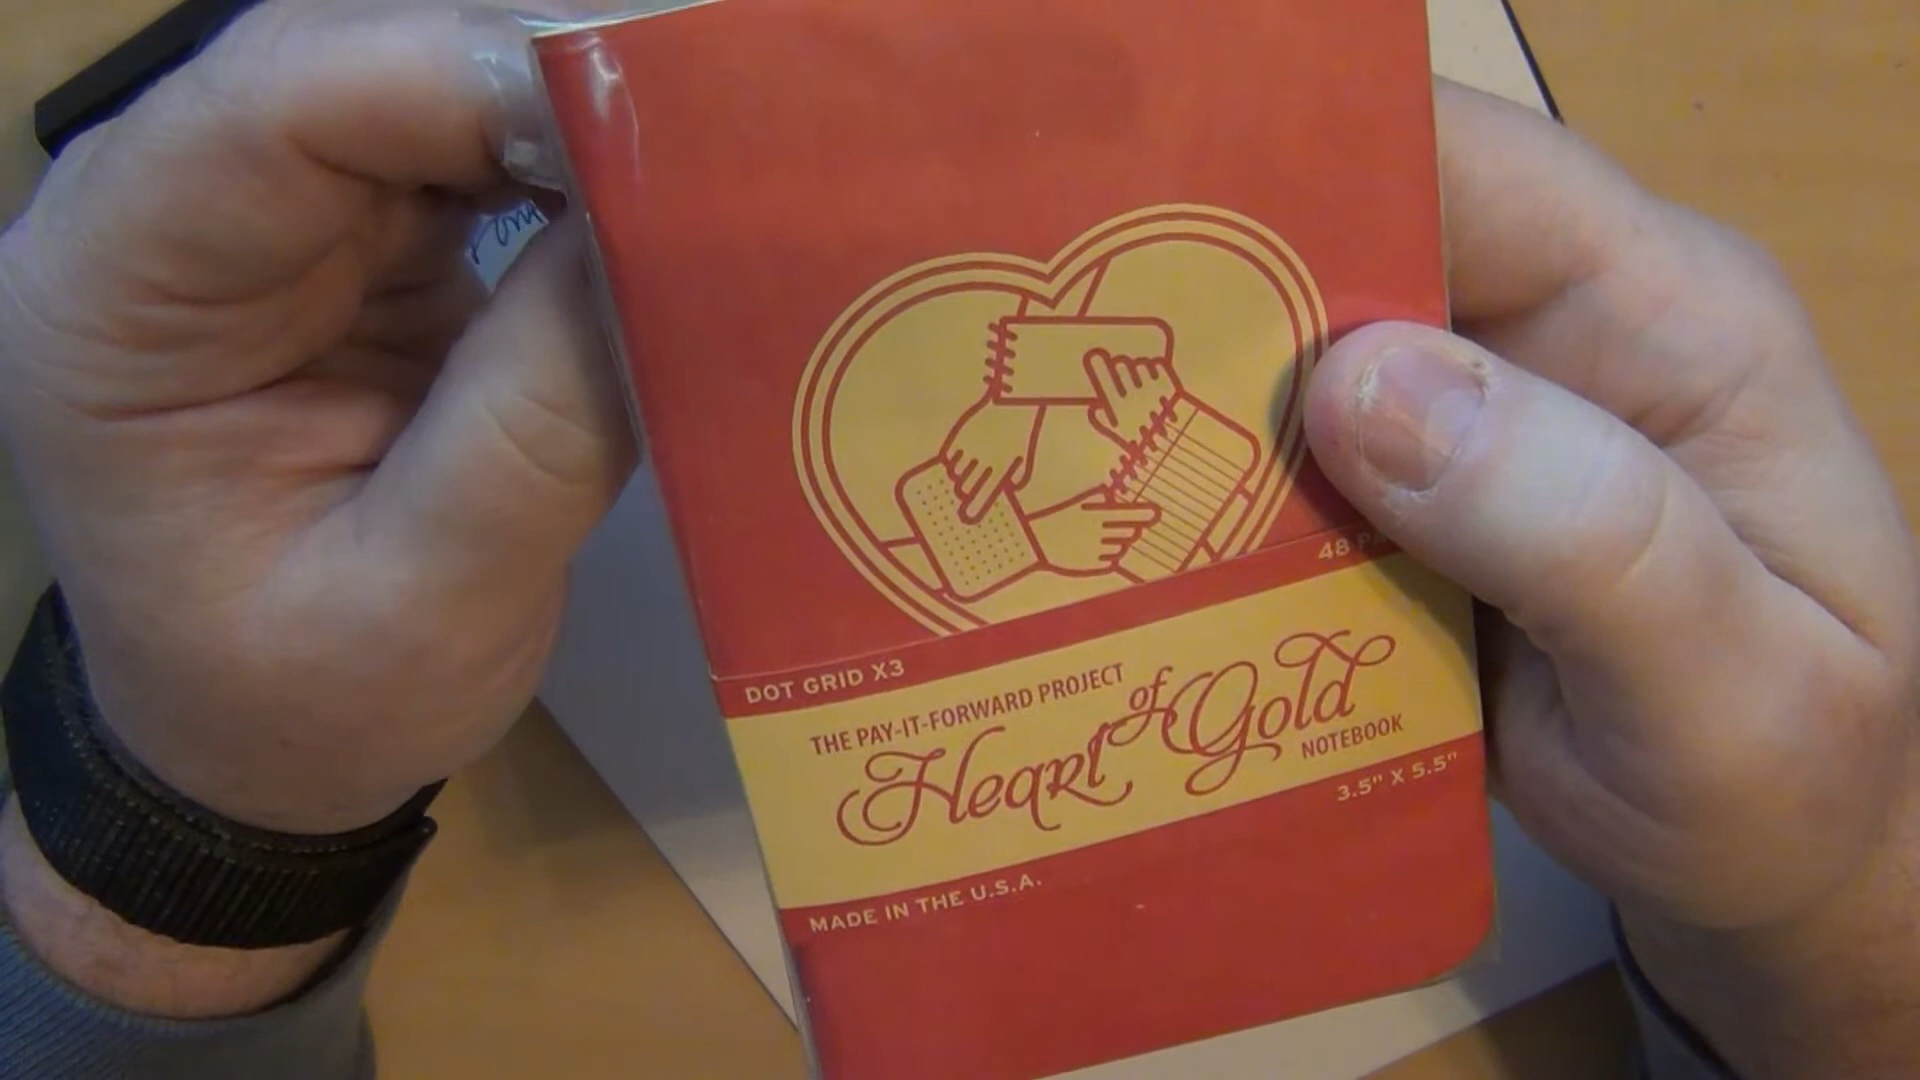 DOT GRID X3
48
THE PAY-IT-FORWARD PROJECT
Heart of Gold
NOTEBOOK
3.5" X 5.5"
MADE IN THE U.S.A.